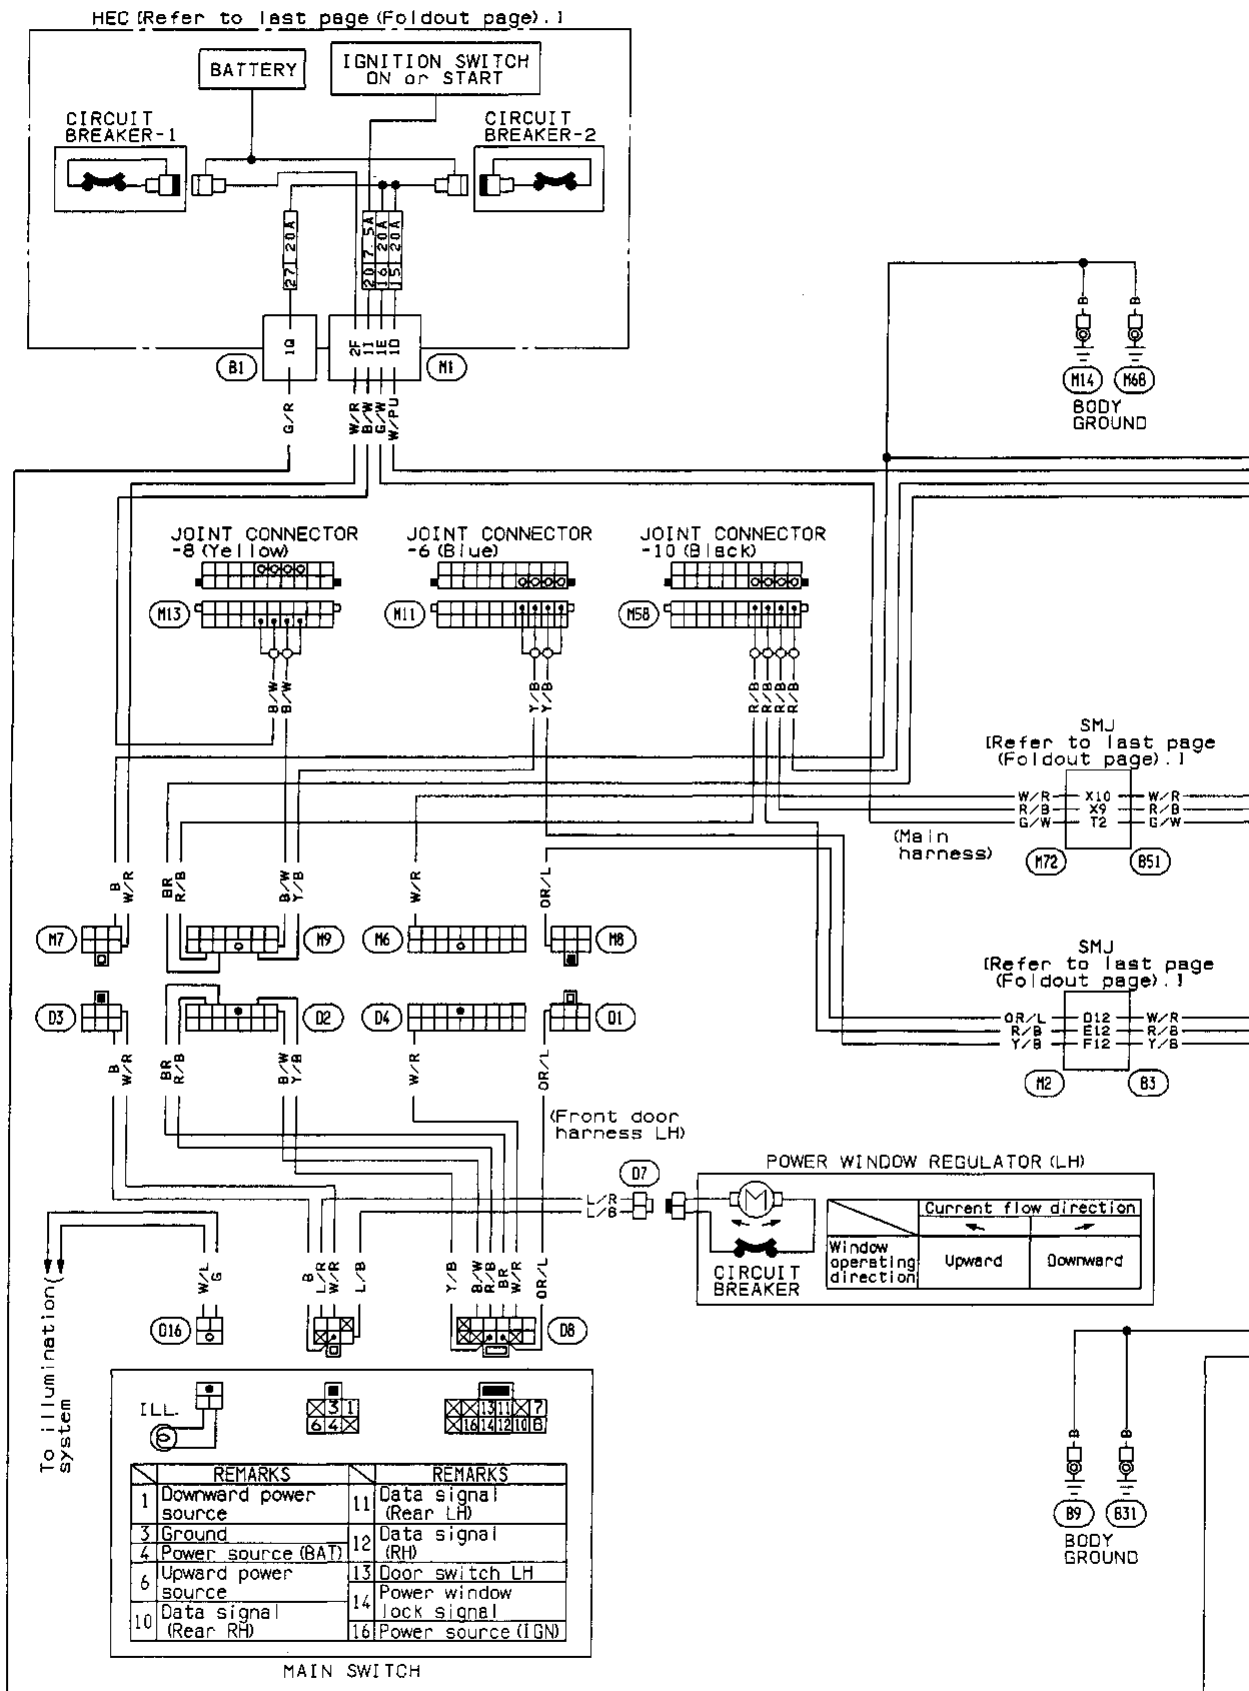 HEC [Refer to last page (Foldout page).]
BATTERY
IGNITION SWITCH
ON or START
CIRCUIT
BREAKER-1
CIRCUIT
BREAKER-2
27 20A
20 7.5A
16 20A
15 20A
1Q
2F
1I
1E
1D
B1
M1
G/R
W/R
B/W
G/W
W/PU
B
B
M14
M68
BODY
GROUND
JOINT CONNECTOR
-8 (Yellow)
JOINT CONNECTOR
-6 (Blue)
JOINT CONNECTOR
-10 (Black)
M13
M11
M58
B/W
B/W
Y/B
Y/B
R/B
R/B
R/B
R/B
SMJ
[Refer to last page
(Foldout page).]
W/R X10 W/R
R/B X9 R/B
G/W T2 G/W
(Main
harness)
M72
B51
B
W/R
BR
R/B
B/W
Y/B
W/R
OR/L
M7
M9
M6
M8
SMJ
[Refer to last page
(Foldout page).]
D3
D2
D4
D1
OR/L D12 W/R
R/B E12 R/B
Y/B F12 Y/B
M2
B3
B
W/R
BR
R/B
B/W
Y/B
W/R
OR/L
(Front door
harness LH)
D7
L/R
L/B
POWER WINDOW REGULATOR (LH)
M
CIRCUIT
BREAKER
Current flow direction
Window
operating
direction
Upward
Downward
W/L
G
B
L/R
W/R
L/B
Y/B
B/W
R/B
BR
W/R
OR/L
D16
D8
To illumination
system
ILL.
3 1
6 4
13 11 7
16 14 12 10 8
REMARKS
REMARKS
1 Downward power
source
3 Ground
4 Power source (BAT)
6 Upward power
source
10 Data signal
(Rear RH)
11 Data signal
(Rear LH)
12 Data signal
(RH)
13 Door switch LH
14 Power window
lock signal
16 Power source (IGN)
MAIN SWITCH
B
B
B9
B31
BODY
GROUND